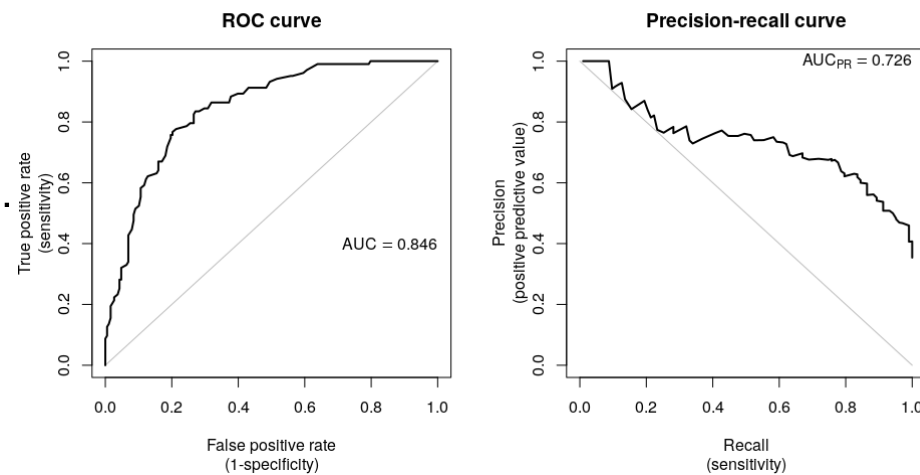 ROC curve
True positive rate
(sensitivity)
1.0
0.8
0.6
0.4
0.2
0.0
AUC = 0.846
0.0 0.2 0.4 0.6 0.8 1.0
False positive rate
(1-specificity)
Precision-recall curve
Precision
(positive predictive value)
1.0
0.8
0.6
0.4
0.2
0.0
AUCPR = 0.726
0.0 0.2 0.4 0.6 0.8 1.0
Recall
(sensitivity)